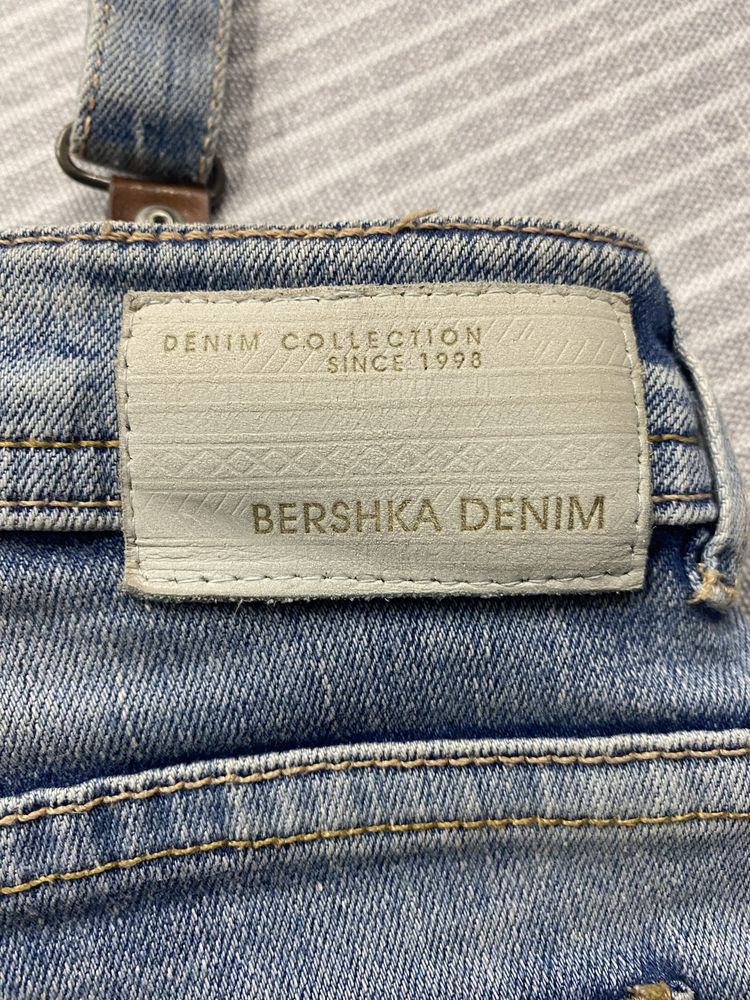 DENIM COLLECTION
SINCE 1998
BERSHKA DENIM